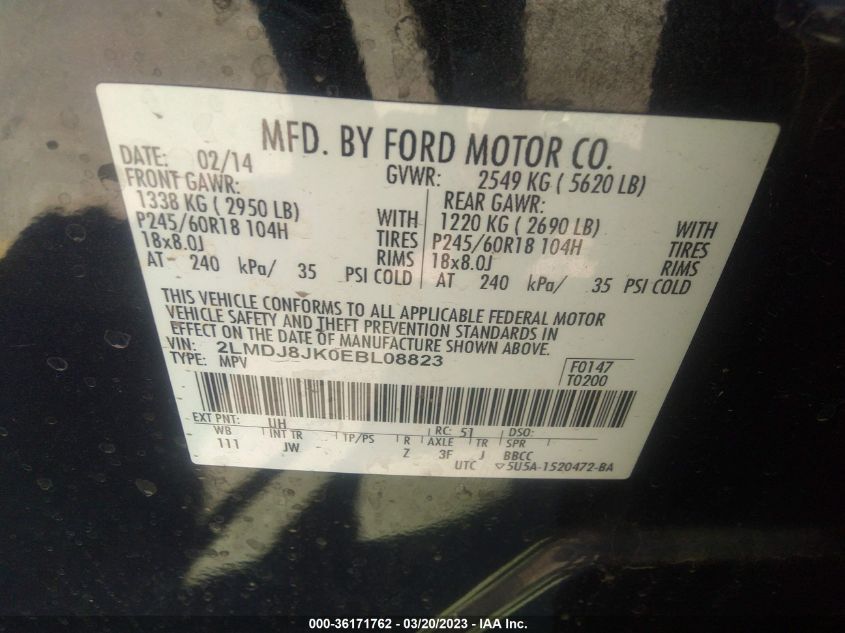 MFD. BY FORD MOTOR CO.
DATE: 02/14 GVWR: 2549 KG ( 5620 LB)
FRONT GAWR: REAR GAWR:
1338 KG ( 2950 LB) WITH 1220 KG ( 2690 LB) WITH
P245/60R18 104H TIRES P245/60R18 104H TIRES
18x8.0J RIMS 18x8.0J RIMS
AT - 240 kPa/ 35 PSI COLD AT 240 kPa/ 35 PSI COLD
THIS VEHICLE CONFORMS TO ALL APPLICABLE FEDERAL MOTOR
VEHICLE SAFETY AND THEFT PREVENTION STANDARDS IN
EFFECT ON THE DATE OF MANUFACTURE SHOWN ABOVE.
VIN: 2LMDJ8JK0EBL08823
TYPE: MPV
F0147
T0200
EXT PNT: UH RC: 51 DSO:
WB INT TR TP/PS R AXLE TR SPR
111 JW Z 3F J BBCC
UTC ▽5U5A-1520472-BA
000-36171762 - 03/20/2023 - IAA Inc.